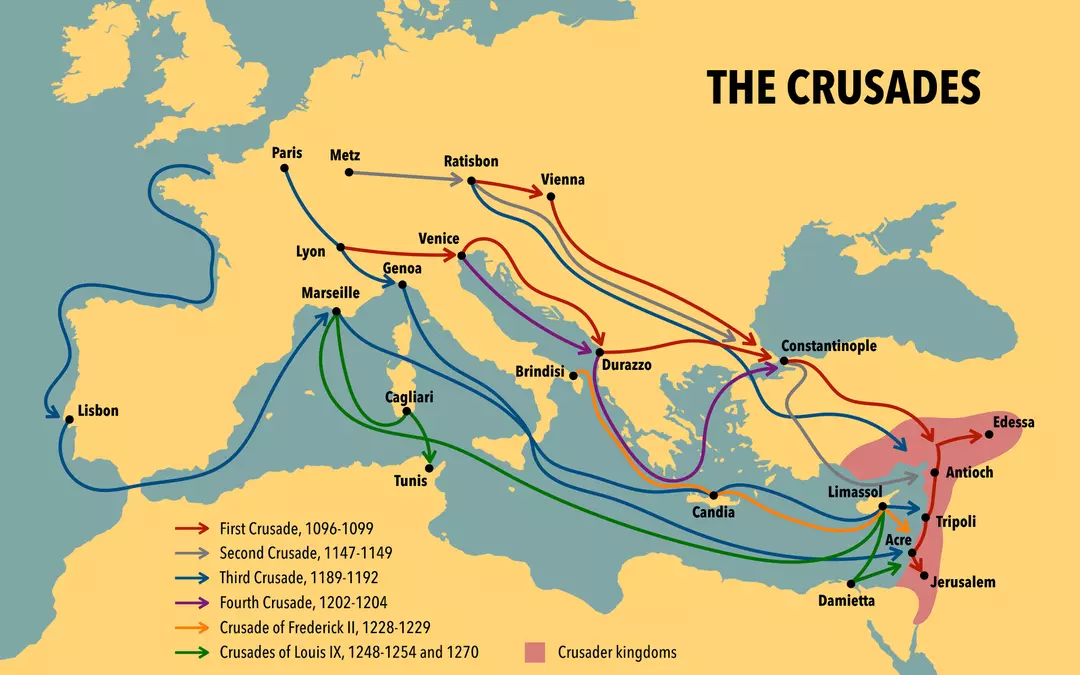 THE CRUSADES
Paris
Metz
Ratisbon
Vienna
Lyon
Venice
Genoa
Marseille
Constantinople
Durazzo
Brindisi
Cagliari
Lisbon
Edessa
Tunis
Antioch
Limassol
Candia
Tripoli
Acre
Jerusalem
Damietta
First Crusade, 1096-1099
Second Crusade, 1147-1149
Third Crusade, 1189-1192
Fourth Crusade, 1202-1204
Crusade of Frederick II, 1228-1229
Crusades of Louis IX, 1248-1254 and 1270
Crusader kingdoms